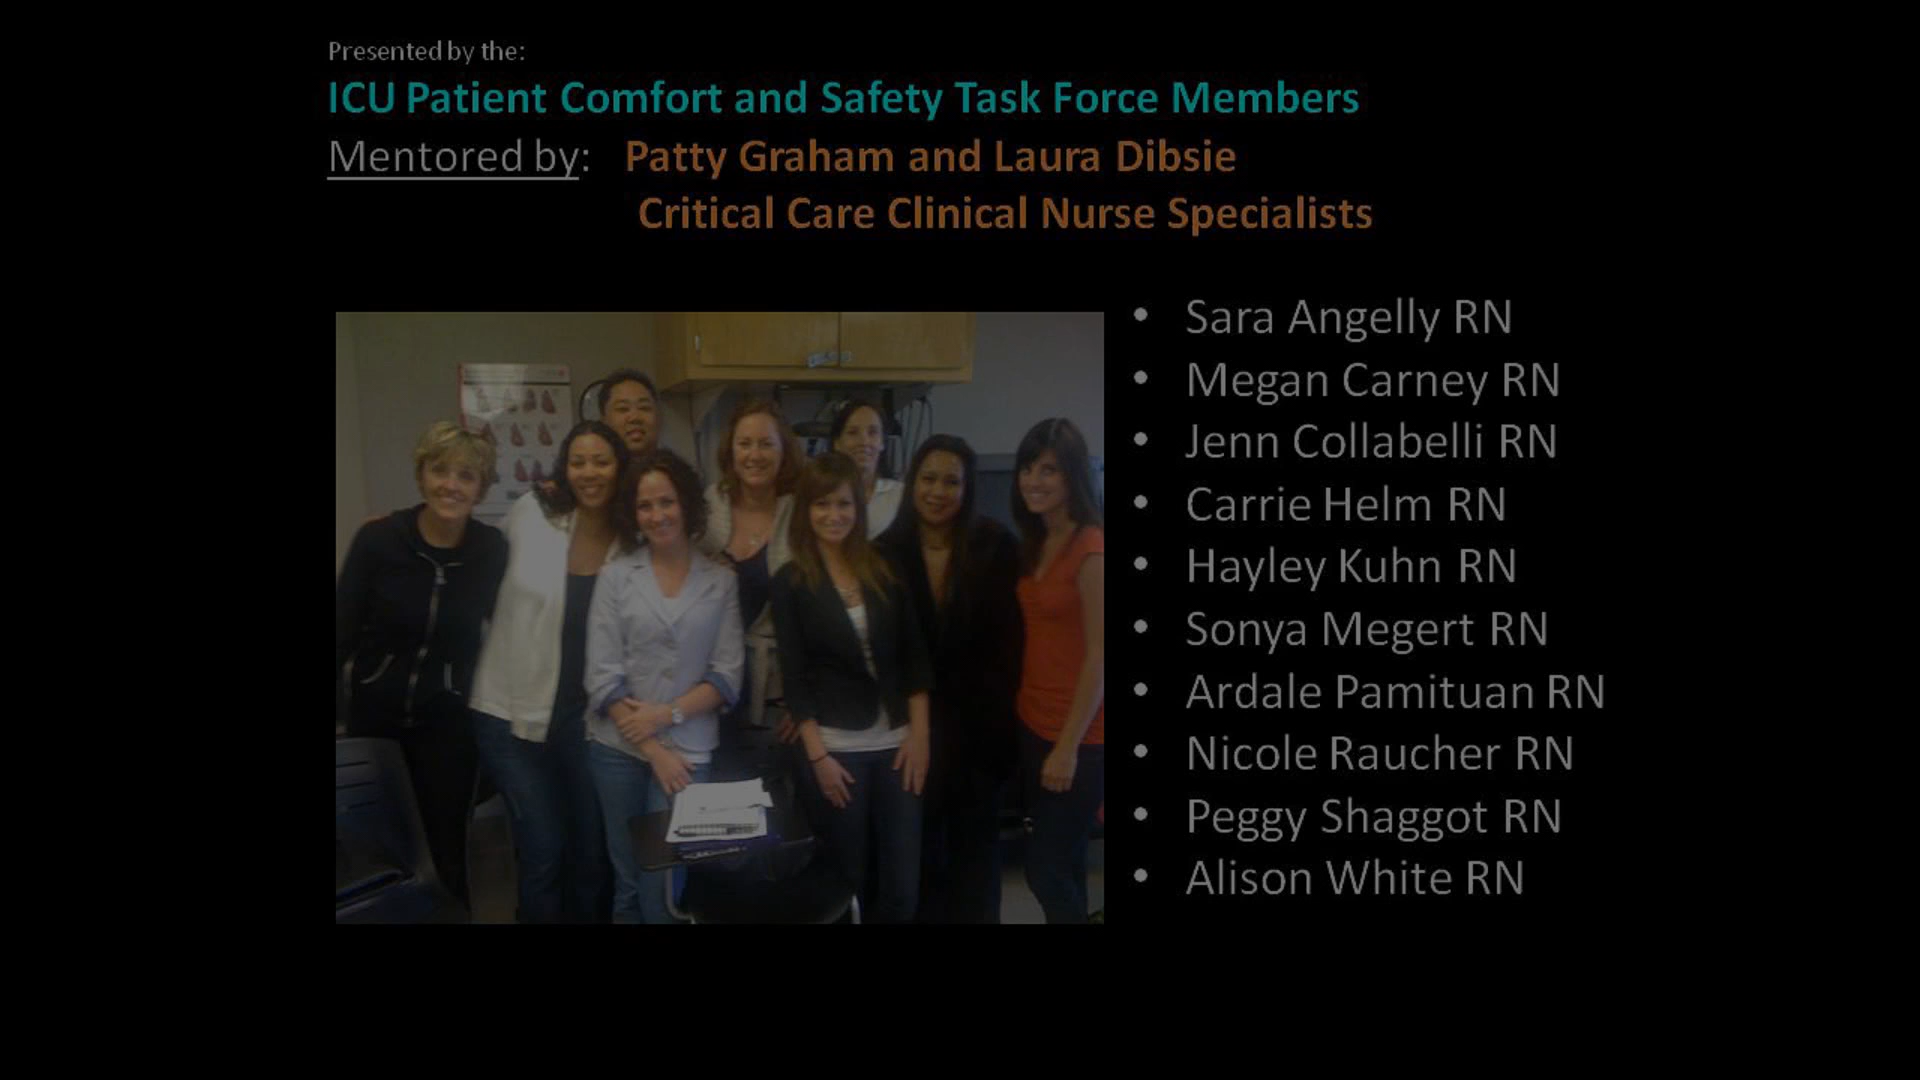 Presented by the:
ICU Patient Comfort and Safety Task Force Members
Mentored by: Patty Graham and Laura Dibsie
Critical Care Clinical Nurse Specialists
• Sara Angelly RN
• Megan Carney RN
• Jenn Collabelli RN
• Carrie Helm RN
• Hayley Kuhn RN
• Sonya Megert RN
• Ardale Pamituan RN
• Nicole Raucher RN
• Peggy Shaggot RN
• Alison White RN